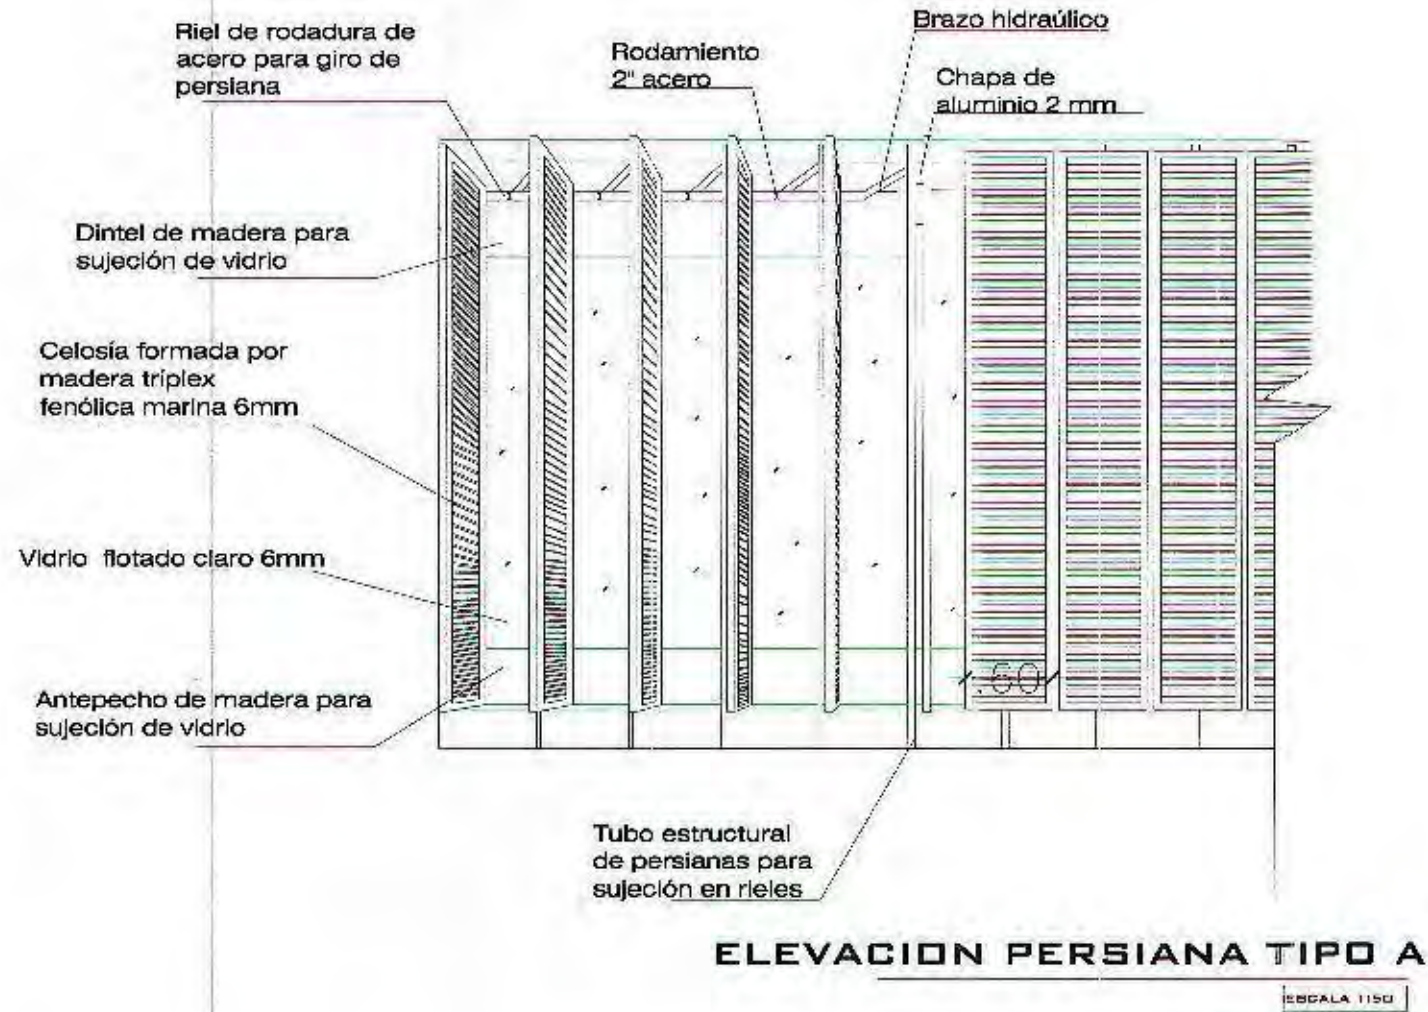 Riel de rodadura de
acero para giro de
persiana
Rodamiento
2" acero
Brazo hidraúlico
Chapa de
aluminio 2 mm
Dintel de madera para
sujeción de vidrio
Celosía formada por
madera triplex
fenólica marina 6mm
Vidrio flotado claro 6mm
Antepecho de madera para
sujeción de vidrio
.60
Tubo estructural
de persianas para
sujeción en rieles
ELEVACION PERSIANA TIPO A
ESCALA 1:50